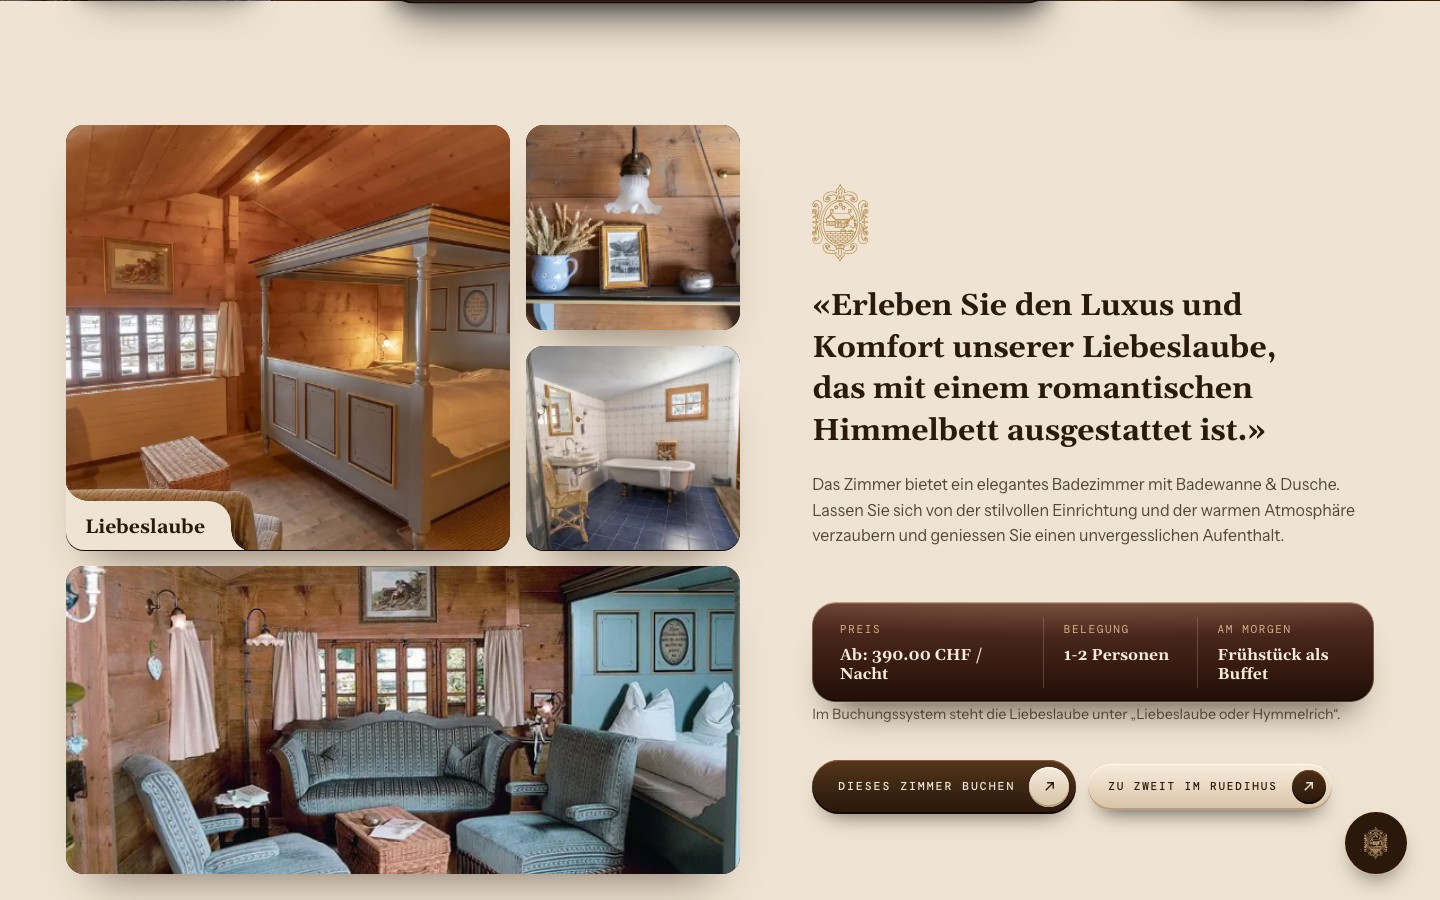 Liebeslaube
«Erleben Sie den Luxus und
Komfort unserer Liebeslaube,
das mit einem romantischen
Himmelbett ausgestattet ist.»
Das Zimmer bietet ein elegantes Badezimmer mit Badewanne & Dusche.
Lassen Sie sich von der stilvollen Einrichtung und der warmen Atmosphäre
verzaubern und geniessen Sie einen unvergesslichen Aufenthalt.
PREIS
Ab: 390.00 CHF /
Nacht
BELEGUNG
1-2 Personen
AM MORGEN
Frühstück als
Buffet
Im Buchungssystem steht die Liebeslaube unter „Liebeslaube oder Hymmelrich“.
DIESES ZIMMER BUCHEN
ZU ZWEIT IM RUEDIHUS